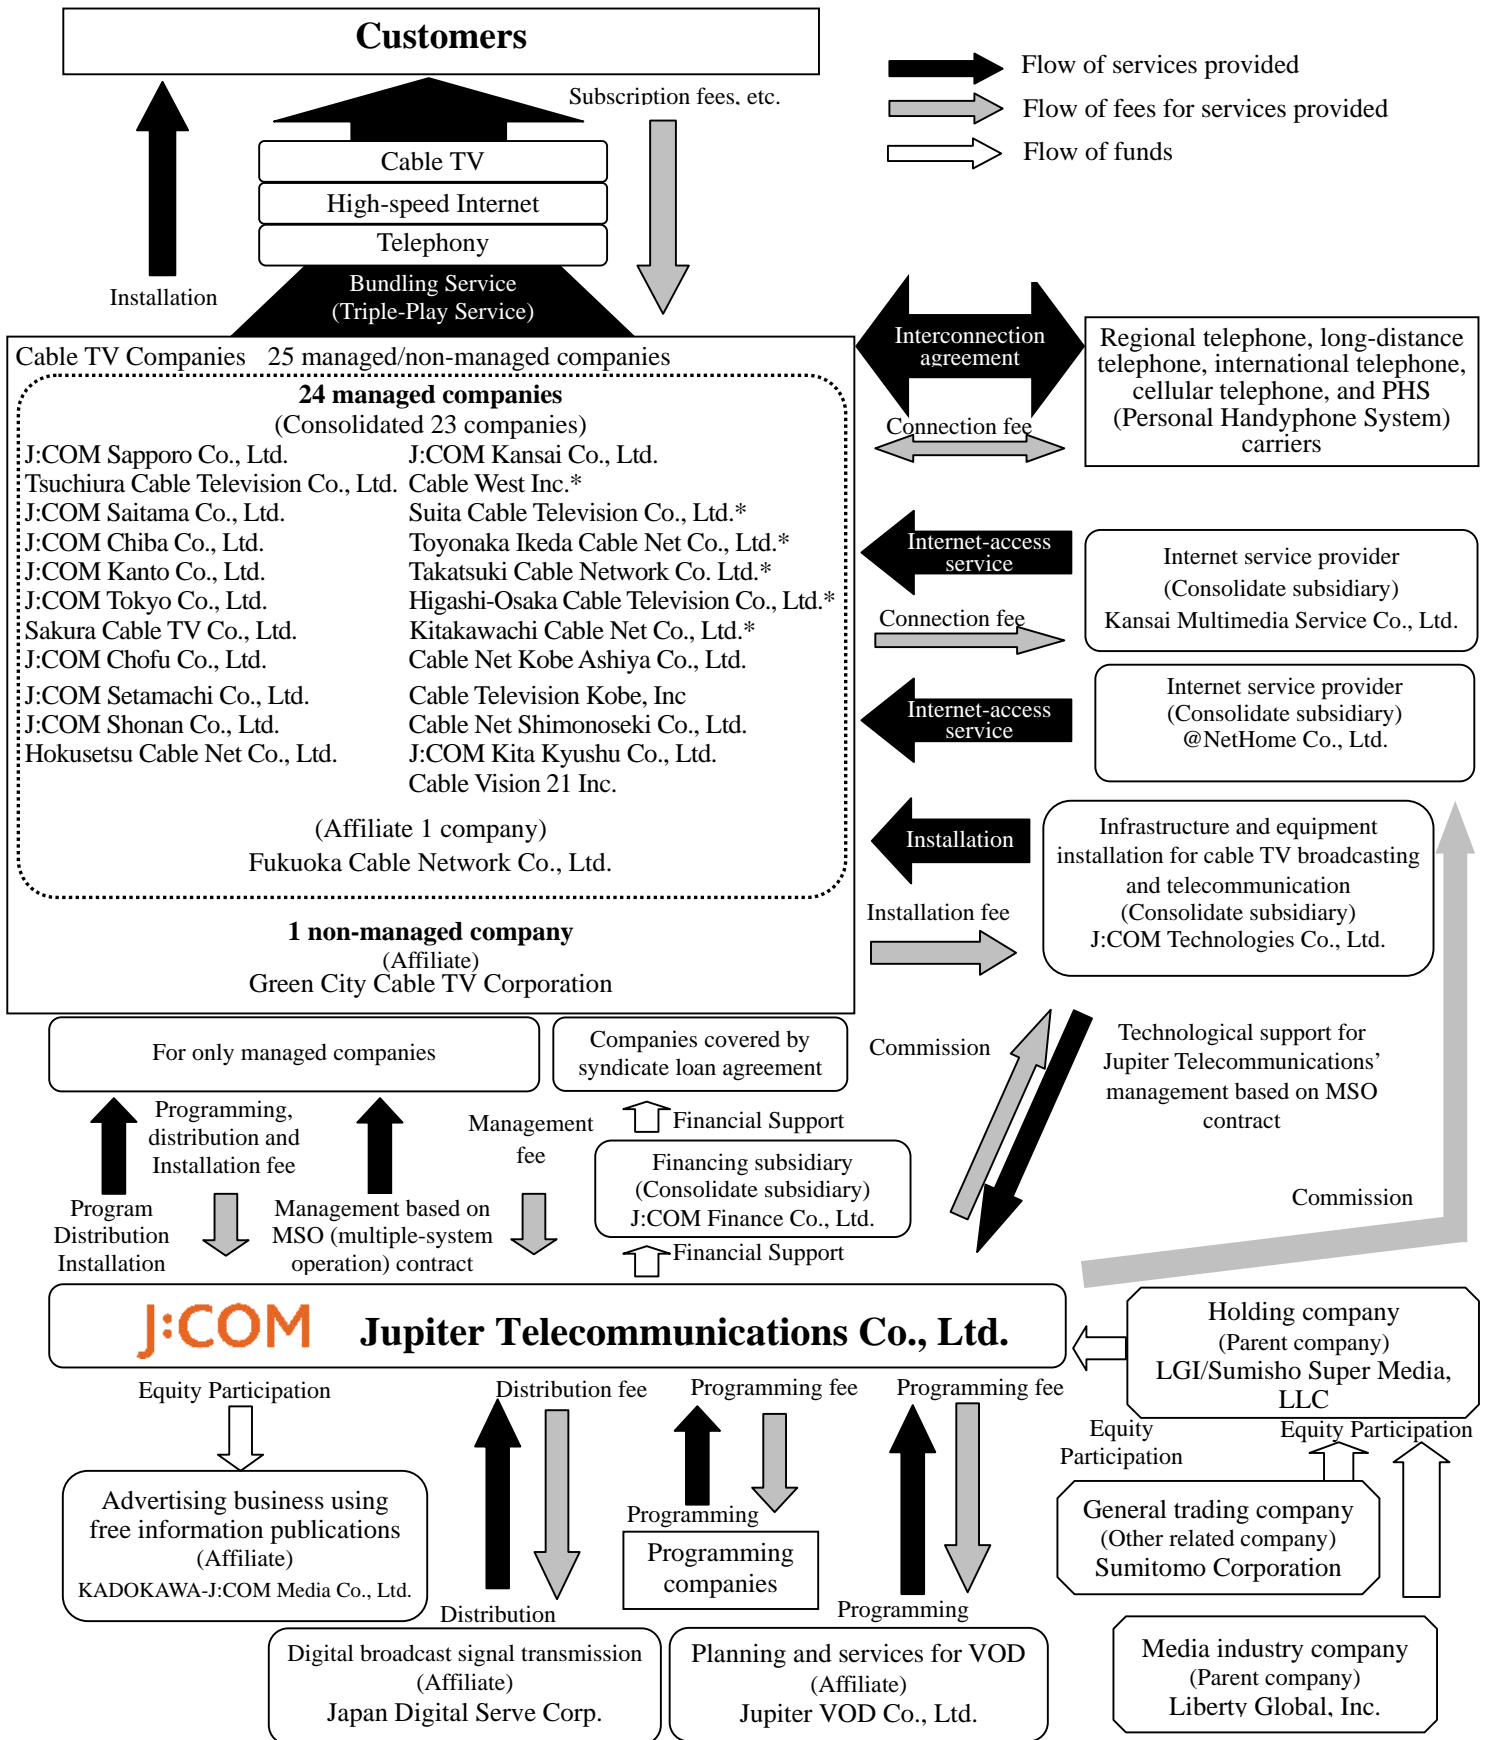 Customers
Flow of services provided
Flow of fees for services provided
Flow of funds
Subscription fees, etc.
Cable TV
High-speed Internet
Telephony
Bundling Service
(Triple-Play Service)
Installation
Cable TV Companies 25 managed/non-managed companies
24 managed companies
(Consolidated 23 companies)
J:COM Sapporo Co., Ltd.
Tsuchiura Cable Television Co., Ltd.
J:COM Saitama Co., Ltd.
J:COM Chiba Co., Ltd.
J:COM Kanto Co., Ltd.
J:COM Tokyo Co., Ltd.
Sakura Cable TV Co., Ltd.
J:COM Chofu Co., Ltd.
J:COM Setamachi Co., Ltd.
J:COM Shonan Co., Ltd.
Hokusetsu Cable Net Co., Ltd.
J:COM Kansai Co., Ltd.
Cable West Inc.*
Suita Cable Television Co., Ltd.*
Toyonaka Ikeda Cable Net Co., Ltd.*
Takatsuki Cable Network Co. Ltd.*
Higashi-Osaka Cable Television Co., Ltd.*
Kitakawachi Cable Net Co., Ltd.*
Cable Net Kobe Ashiya Co., Ltd.
Cable Television Kobe, Inc
Cable Net Shimonoseki Co., Ltd.
J:COM Kita Kyushu Co., Ltd.
Cable Vision 21 Inc.
(Affiliate 1 company)
Fukuoka Cable Network Co., Ltd.
1 non-managed company
(Affiliate)
Green City Cable TV Corporation
Interconnection
agreement
Connection fee
Regional telephone, long-distance
telephone, international telephone,
cellular telephone, and PHS
(Personal Handyphone System)
carriers
Internet-access
service
Connection fee
Internet service provider
(Consolidate subsidiary)
Kansai Multimedia Service Co., Ltd.
Internet-access
service
Internet service provider
(Consolidate subsidiary)
@NetHome Co., Ltd.
Installation
Installation fee
Infrastructure and equipment
installation for cable TV broadcasting
and telecommunication
(Consolidate subsidiary)
J:COM Technologies Co., Ltd.
For only managed companies
Companies covered by
syndicate loan agreement
Commission
Technological support for
Jupiter Telecommunications’
management based on MSO
contract
Commission
Programming,
distribution and
Installation fee
Program
Distribution
Installation
Management based on
MSO (multiple-system
operation) contract
Management
fee
Financial Support
Financing subsidiary
(Consolidate subsidiary)
J:COM Finance Co., Ltd.
Financial Support
J:COM Jupiter Telecommunications Co., Ltd.
Holding company
(Parent company)
LGI/Sumisho Super Media,
LLC
Equity Participation
Distribution fee
Programming fee
Programming fee
Equity
Participation
Equity Participation
Advertising business using
free information publications
(Affiliate)
KADOKAWA-J:COM Media Co., Ltd.
Programming
Programming
companies
General trading company
(Other related company)
Sumitomo Corporation
Distribution
Programming
Digital broadcast signal transmission
(Affiliate)
Japan Digital Serve Corp.
Planning and services for VOD
(Affiliate)
Jupiter VOD Co., Ltd.
Media industry company
(Parent company)
Liberty Global, Inc.